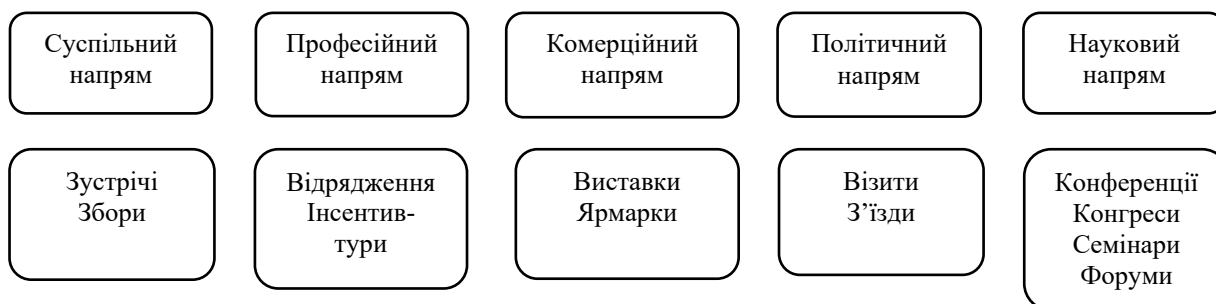 Суспільний
напрям
Професійний
напрям
Комерційний
напрям
Політичний
напрям
Науковий
напрям
Зустрічі
Збори
Відрядження
Інсентив-
тури
Виставки
Ярмарки
Візити
З’їзди
Конференції
Конгреси
Семінари
Форуми